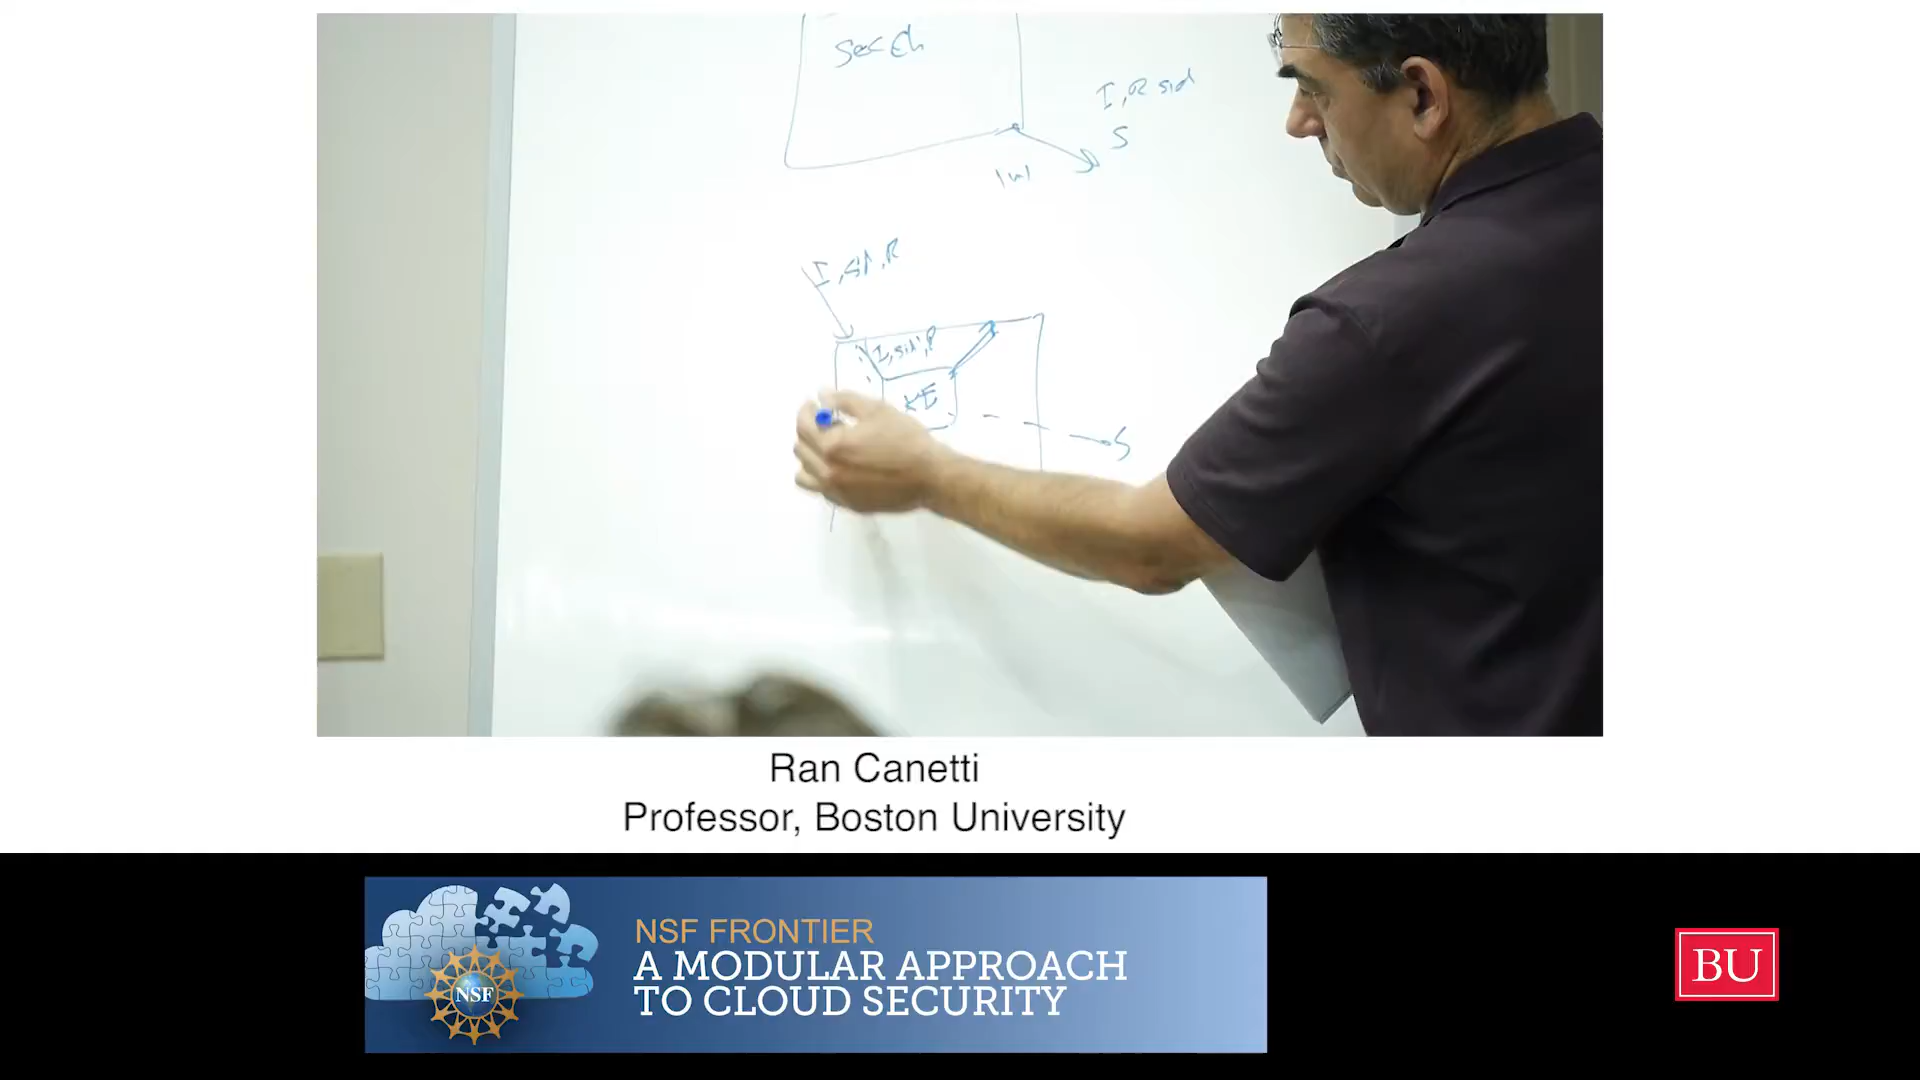 Sec Ch
I, R sid
S
|m|
I, sid, R
I, sid', R
KE
S
Ran Canetti
Professor, Boston University
NSF FRONTIER
A MODULAR APPROACH
TO CLOUD SECURITY
NSF
BU